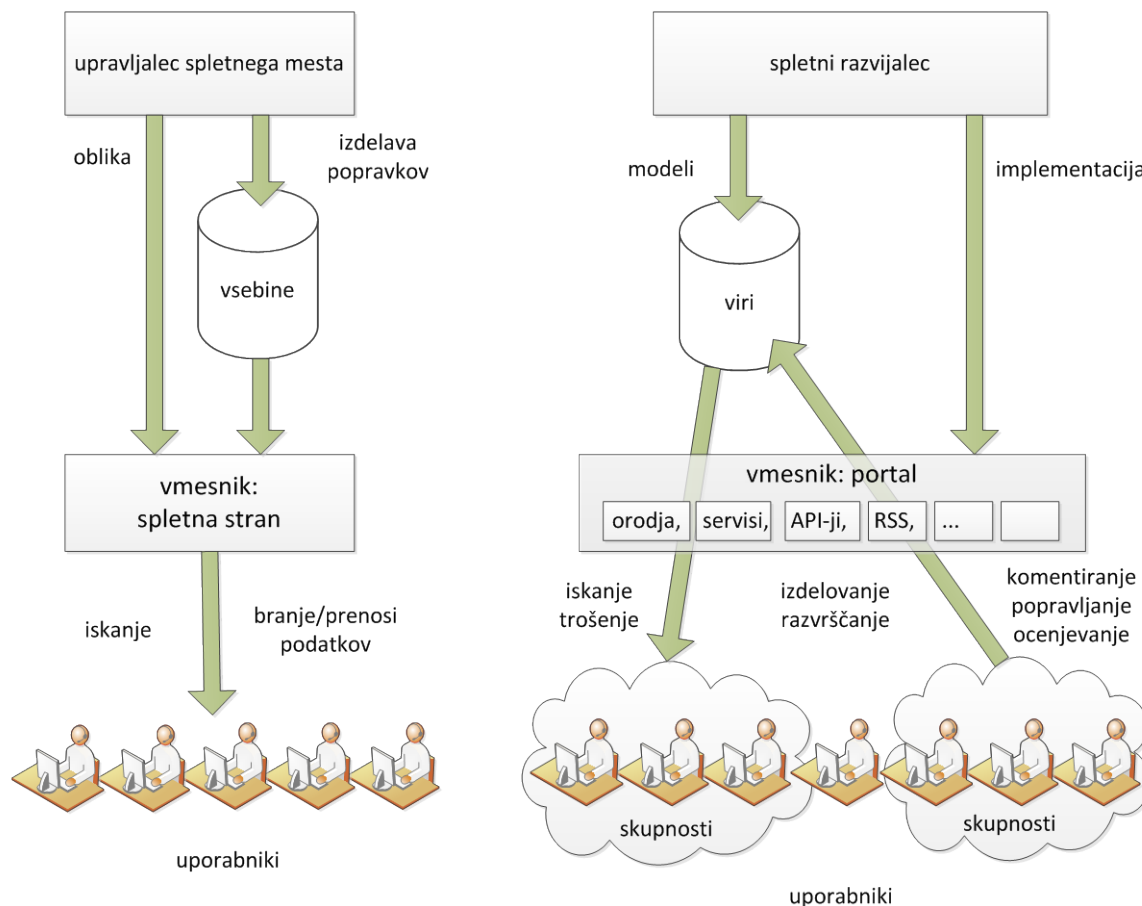 upravljalec spletnega mesta
oblika
izdelava
popravkov
vsebine
vmesnik:
spletna stran
iskanje
branje/prenosi
podatkov
uporabniki
spletni razvijalec
modeli
implementacija
viri
vmesnik: portal
orodja, servisi, API-ji, RSS, ...
iskanje
trošenje
izdelovanje
razvrščanje
komentiranje
popravljanje
ocenjevanje
skupnosti
skupnosti
uporabniki